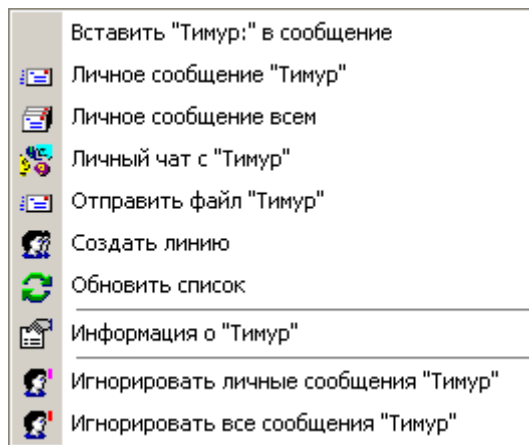 Вставить "Тимур:" в сообщение
Личное сообщение "Тимур"
Личное сообщение всем
Личный чат с "Тимур"
Отправить файл "Тимур"
Создать линию
Обновить список
Информация о "Тимур"
Игнорировать личные сообщения "Тимур"
Игнорировать все сообщения "Тимур"